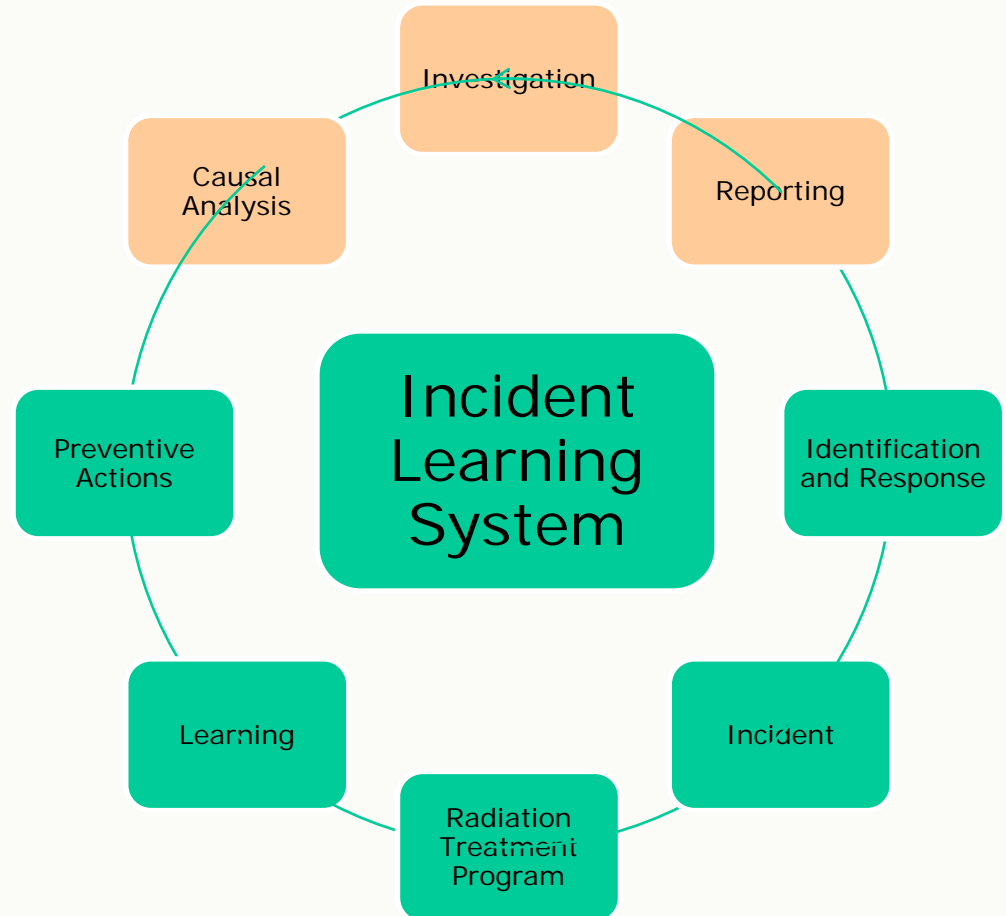 Investigation
Causal
Analysis
Reporting
Incident
Learning
System
Preventive
Actions
Identification
and Response
Learning
Incident
Radiation
Treatment
Program